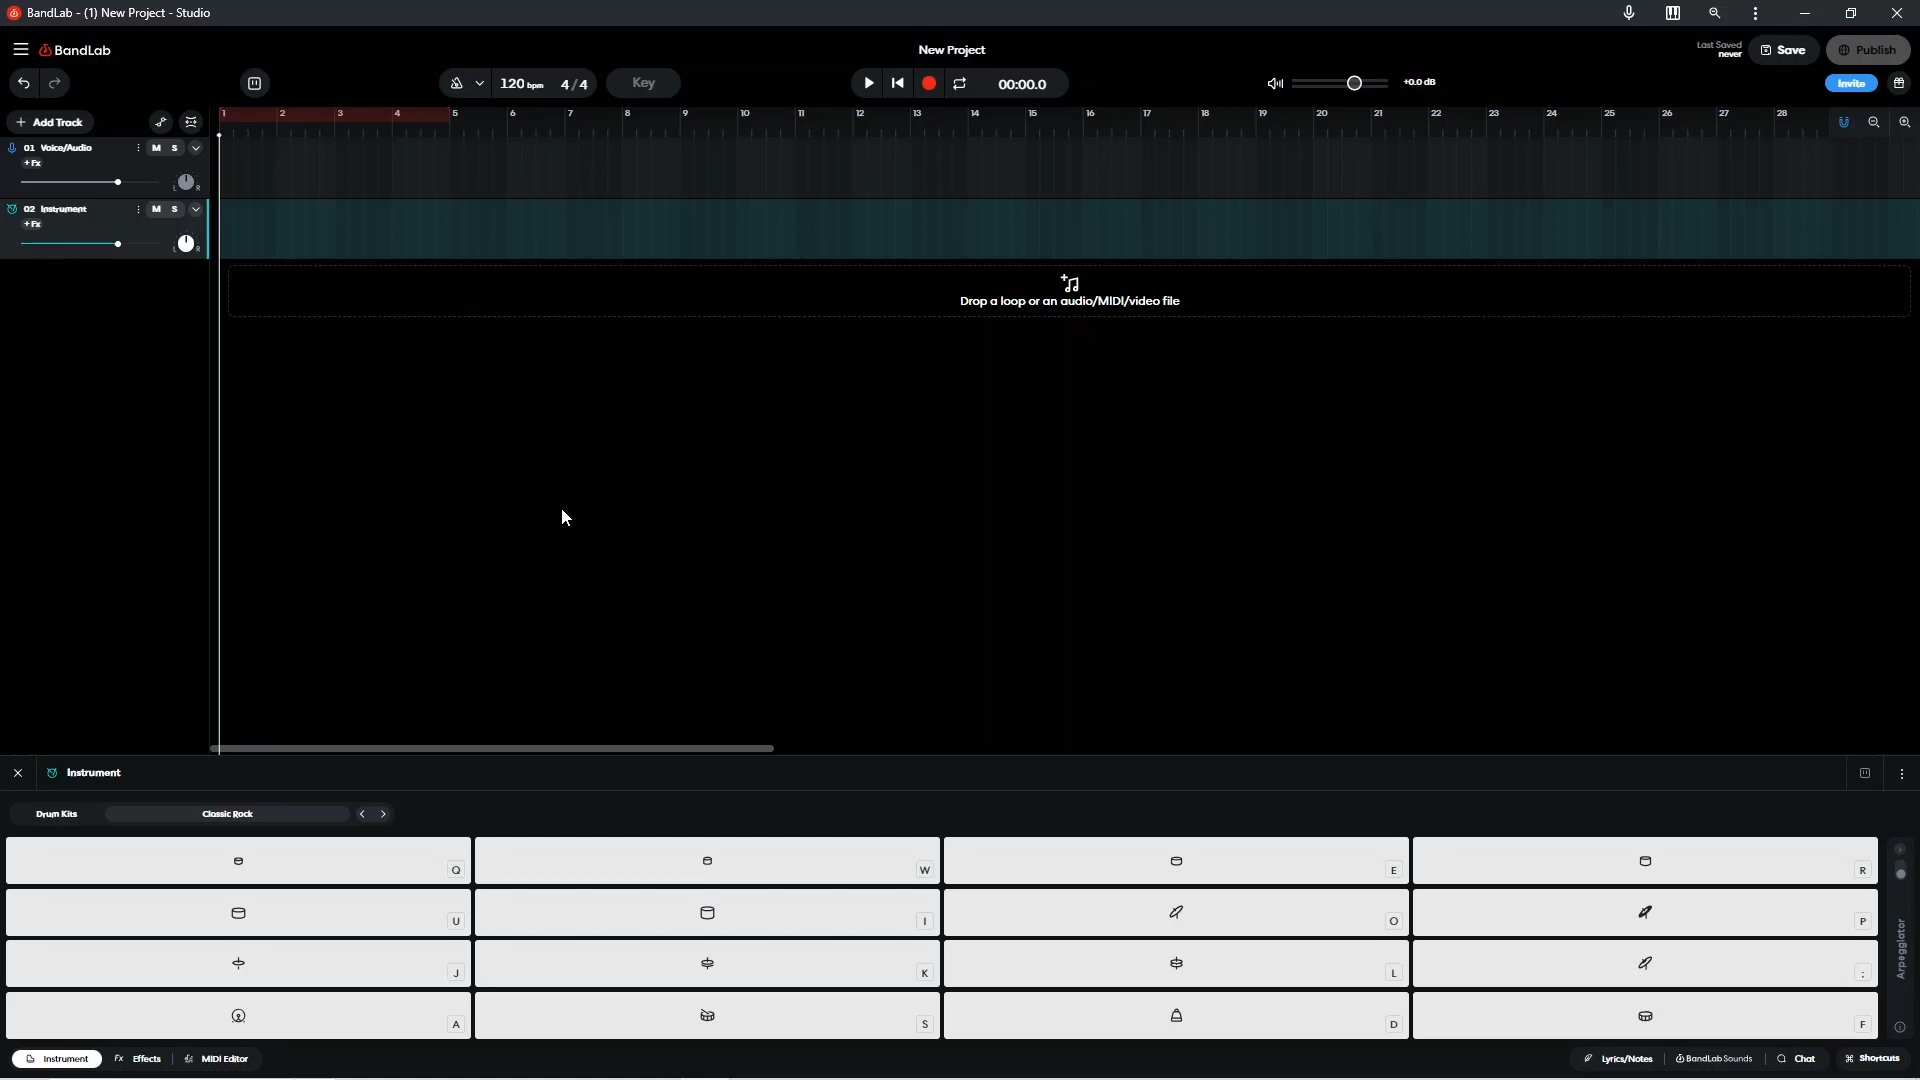 BandLab - (1) New Project - Studio
BandLab
New Project
Last Saved
never
Save
Publish
120 bpm
4/4
Key
00:00.0
+0.0 dB
Invite
+ Add Track
1 2 3 4 5 6 7 8 9 10 11 12 13 14 15 16 17 18 19 20 21 22 23 24 25 26 27 28
01 Voice/Audio
M S
+Fx
L R
02 Instrument
M S
+Fx
L R
Drop a loop or an audio/MIDI/video file
Instrument
Drum Kits
Classic Rock
Q W E R
U I O P
J K L ;
A S D F
Arpeggiator
Instrument
Fx Effects
MIDI Editor
Lyrics/Notes
BandLab Sounds
Chat
Shortcuts